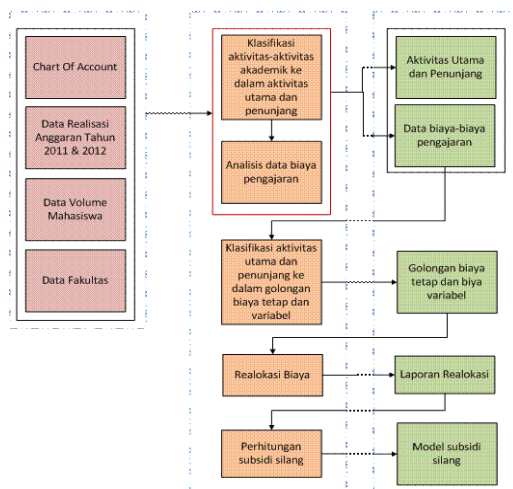 Chart Of Account
Data Realisasi
Anggaran Tahun
2011 & 2012
Data Volume
Mahasiswa
Data Fakultas
Klasifikasi
aktivitas-aktivitas
akademik ke
dalam aktivitas
utama dan
penunjang
Analisis data biaya
pengajaran
Aktivitas Utama
dan Penunjang
Data biaya-biaya
pengajaran
Klasifikasi aktivitas
utama dan
penunjang ke
dalam golongan
biaya tetap dan
variabel
Golongan biaya
tetap dan biya
variabel
Realokasi Biaya
Laporan Realokasi
Perhitungan
subsidi silang
Model subsidi
silang